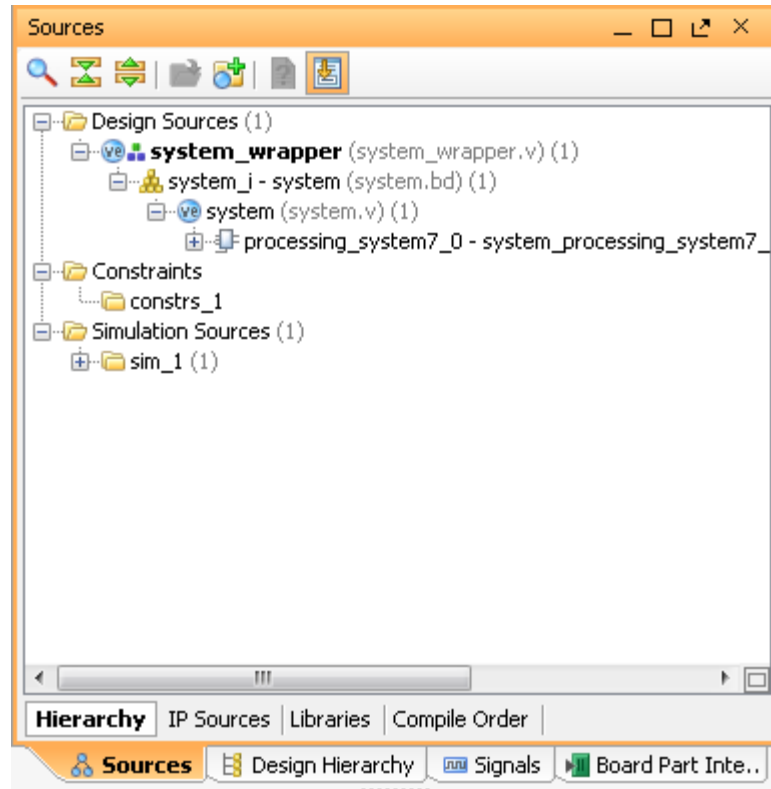 Sources
Design Sources (1)
system_wrapper (system_wrapper.v) (1)
system_i - system (system.bd) (1)
system (system.v) (1)
processing_system7_0 - system_processing_system7_
Constraints
constrs_1
Simulation Sources (1)
sim_1 (1)
Hierarchy IP Sources Libraries Compile Order
Sources Design Hierarchy Signals Board Part Inte..